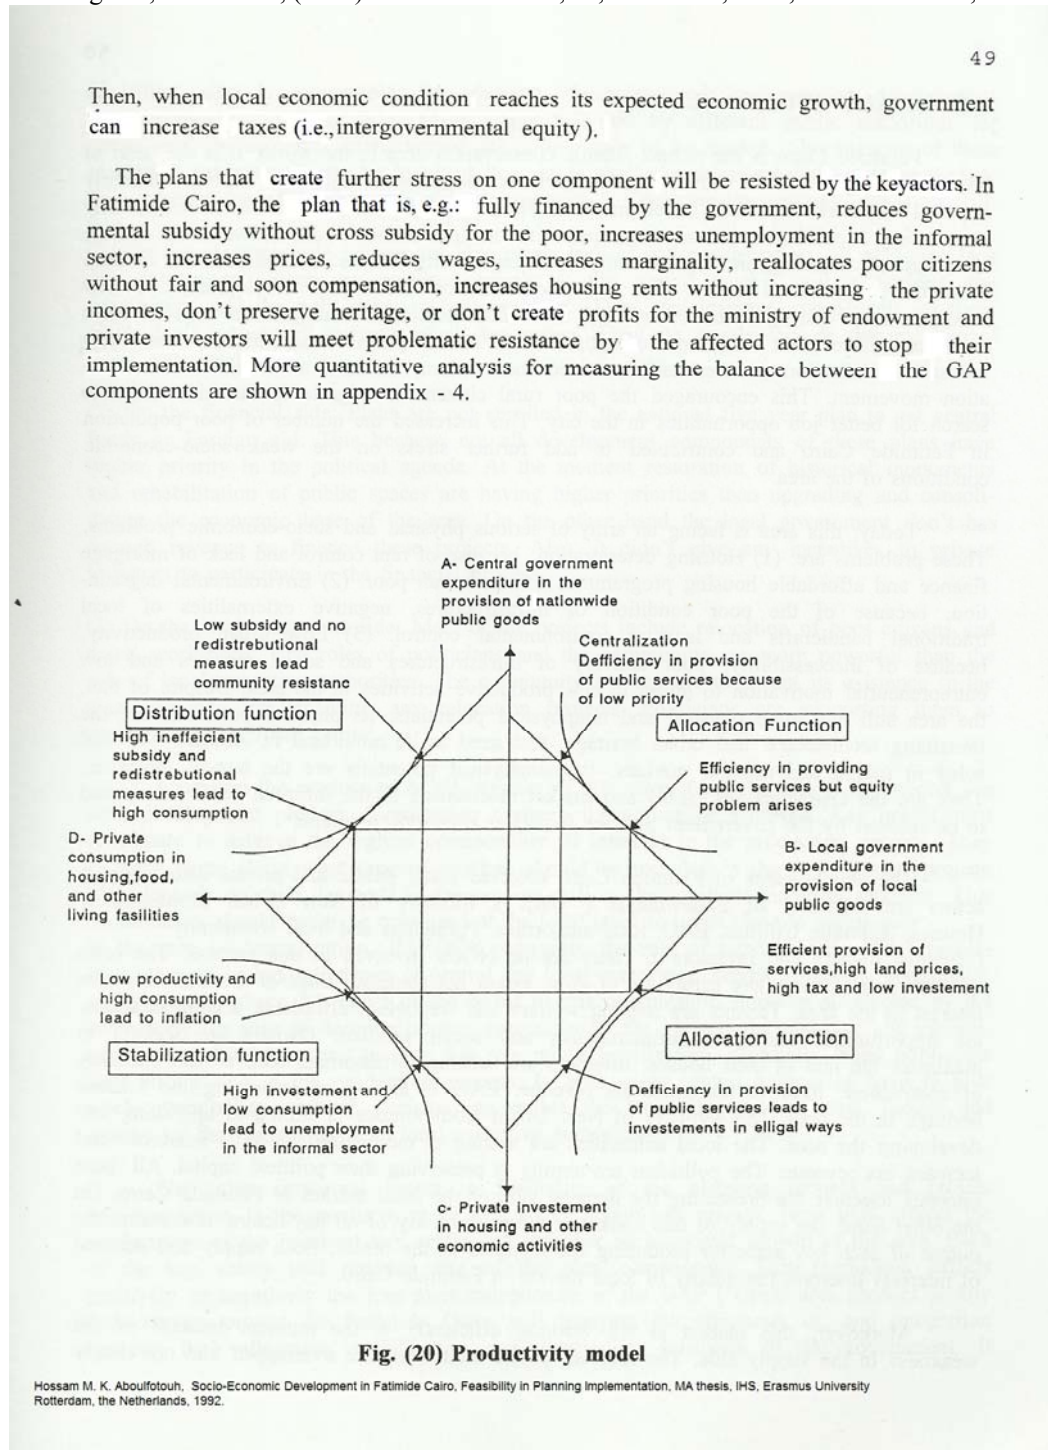 49
Then, when local economic condition reaches its expected economic growth, government
can increase taxes (i.e., intergovernmental equity ).
The plans that create further stress on one component will be resisted by the keyactors. In
Fatimide Cairo, the plan that is, e.g.: fully financed by the government, reduces govern-
mental subsidy without cross subsidy for the poor, increases unemployment in the informal
sector, increases prices, reduces wages, increases marginality, reallocates poor citizens
without fair and soon compensation, increases housing rents without increasing the private
incomes, don't preserve heritage, or don't create profits for the ministry of endowment and
private investors will meet problematic resistance by the affected actors to stop their
implementation. More quantitative analysis for measuring the balance between the GAP
components are shown in appendix - 4.
A- Central government
expenditure in the
provision of nationwide
public goods
Low subsidy and no
redistrebutional
measures lead
community resistanc
Centralization
Defficiency in provision
of public services because
of low priority
Distribution function
Allocation Function
High ineffeicient
subsidy and
redistrebutional
measures lead to
high consumption
Efficiency in providing
public services but equity
problem arises
D- Private
consumption in
housing,food,
and other
living fasilities
B- Local government
expenditure in the
provision of local
public goods
Low productivity and
high consumption
lead to inflation
Efficient provision of
services,high land prices,
high tax and low investement
Stabilization function
Allocation function
High investement and
low consumption
lead to unemployment
in the informal sector
Defficiency in provision
of public services leads to
investements in elligal ways
c- Private investement
in housing and other
economic activities
Fig. (20) Productivity model
Hossam M. K. Aboulfotouh, Socio-Economic Development in Fatimide Cairo, Feasibility in Planning Implementation, MA thesis, IHS, Erasmus University
Rotterdam, the Netherlands, 1992.